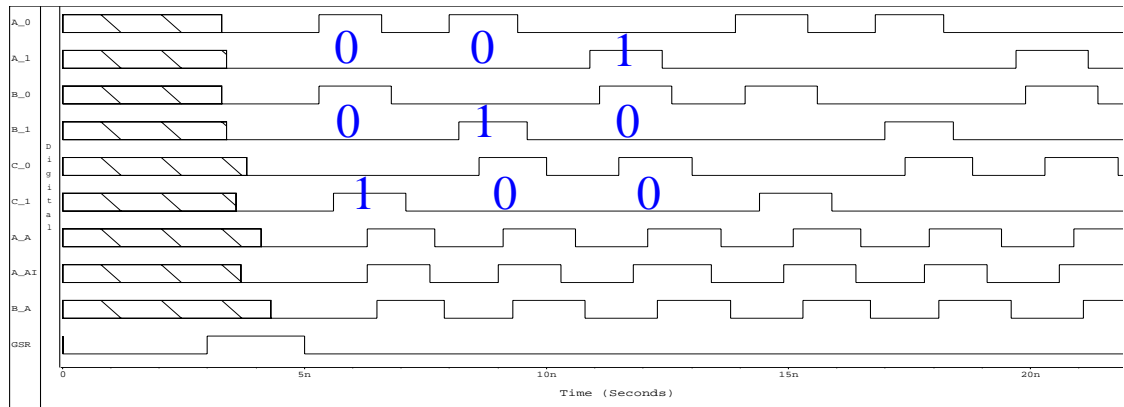 A_0
0 0
A_1
1
B_0
0 1 0
B_1
Digital
C_0
1 0 0
C_1
A_A
A_AI
B_A
GSR
0 5n 10n 15n 20n
Time (Seconds)